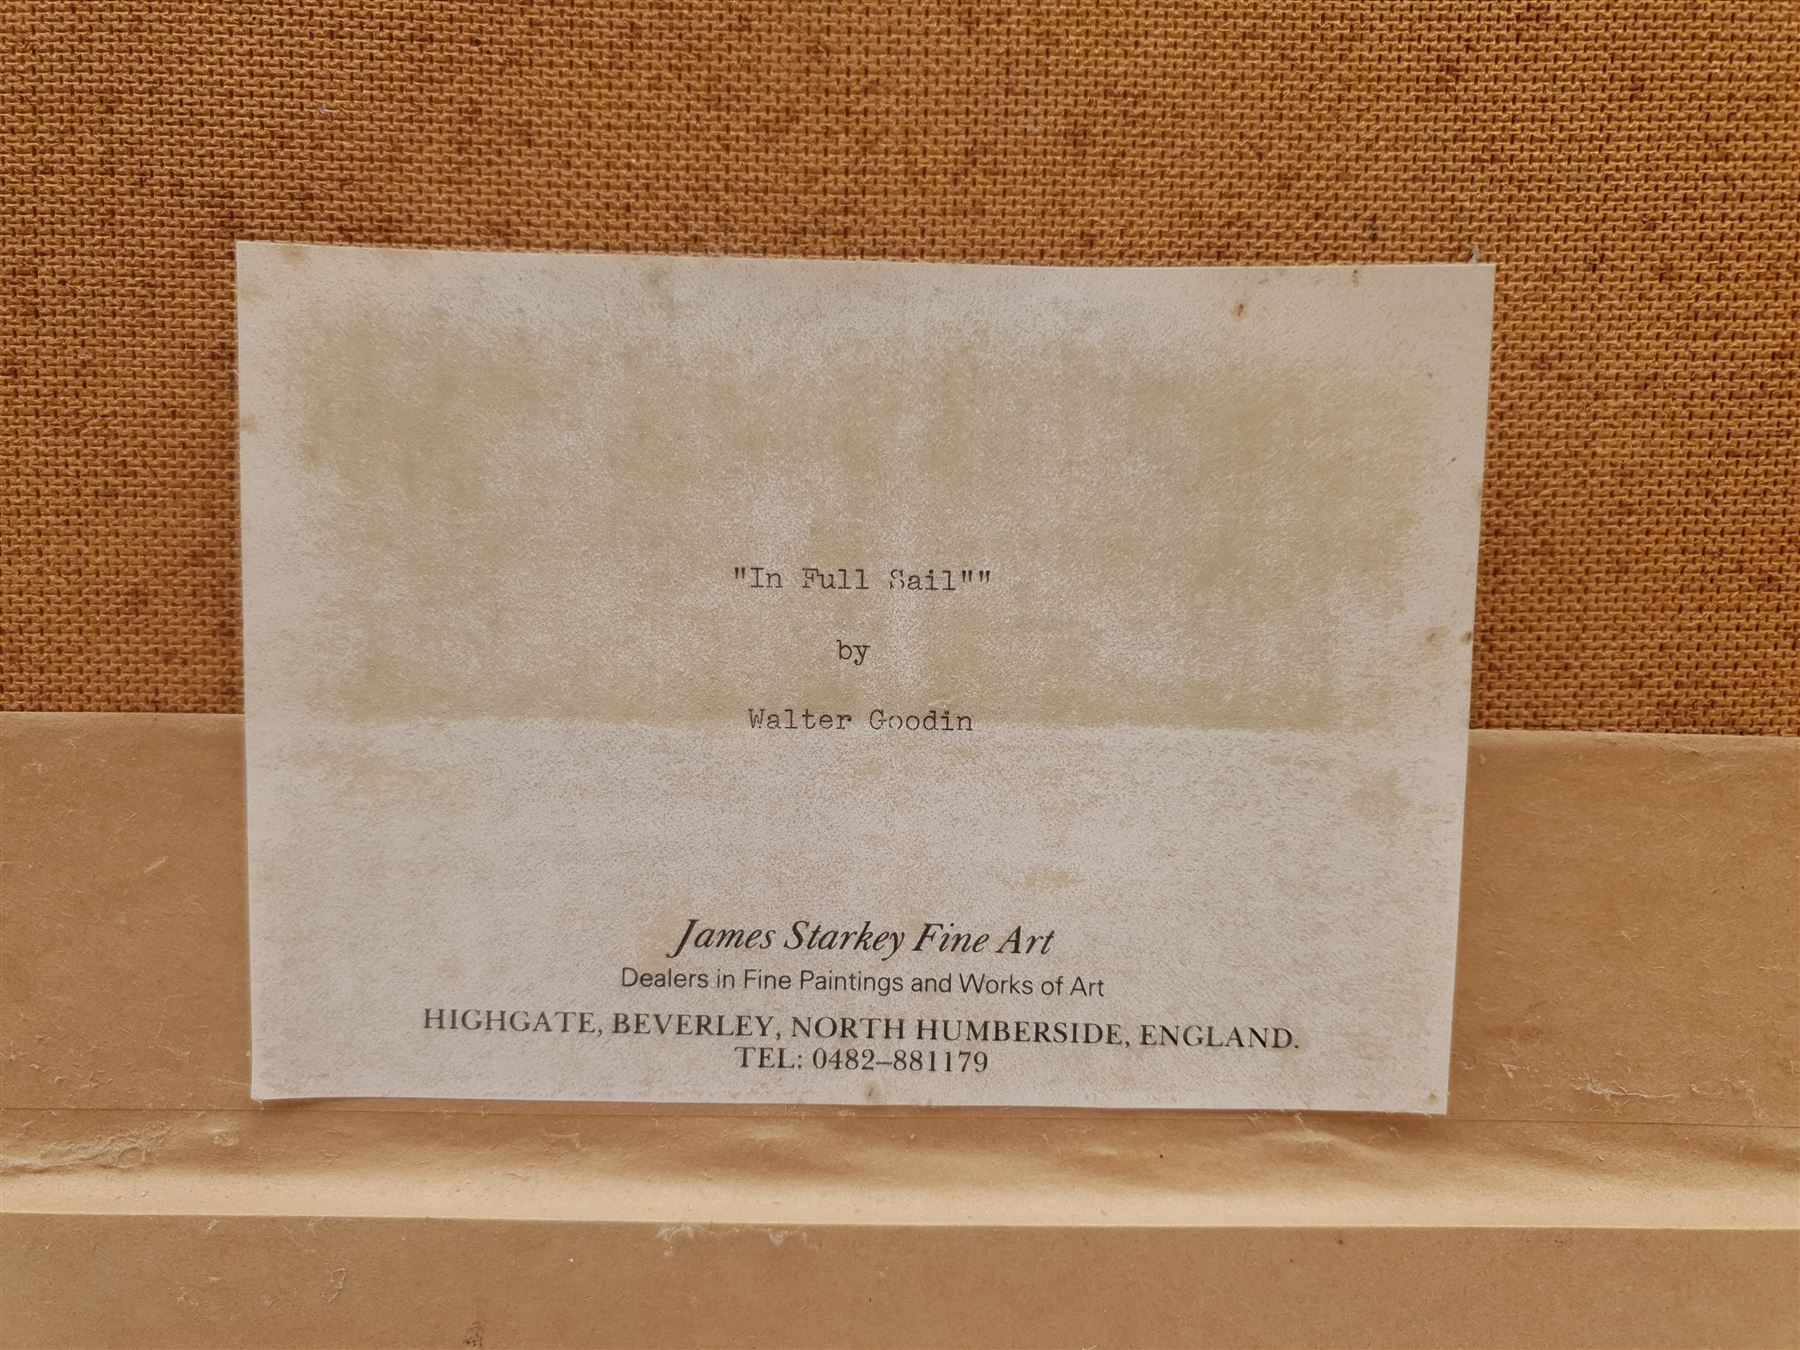 "In Full Sail""
by
Walter Goodin
James Starkey Fine Art
Dealers in Fine Paintings and Works of Art
HIGHGATE, BEVERLEY, NORTH HUMBERSIDE, ENGLAND.
TEL: 0482–881179